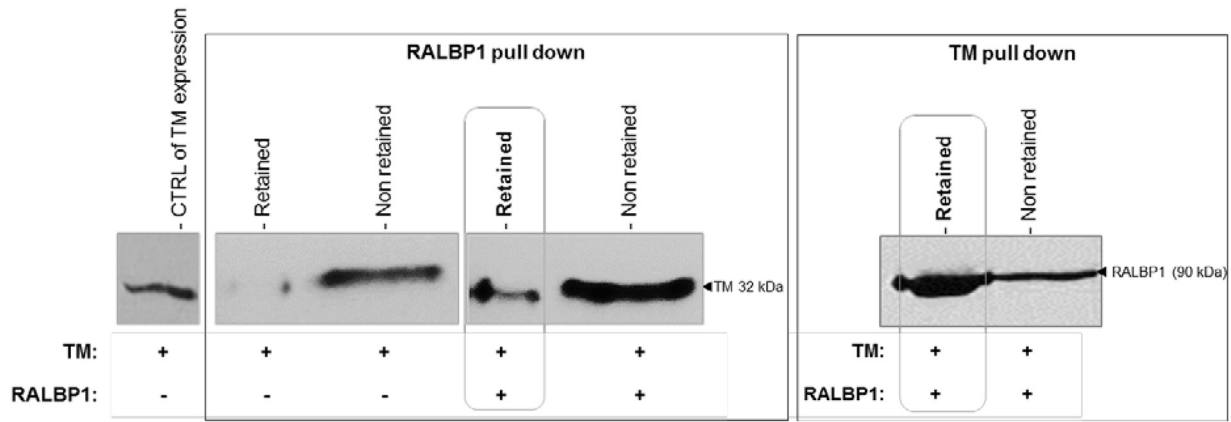 RALBP1 pull down
TM pull down
- CTRL of TM expression
- Retained
- Non retained
- Retained
- Non retained
- Retained
- Non retained
◄TM 32 kDa
◄RALBP1 (90 kDa)
TM: + + + + + TM: + +
RALBP1: - - - + + RALBP1: + +